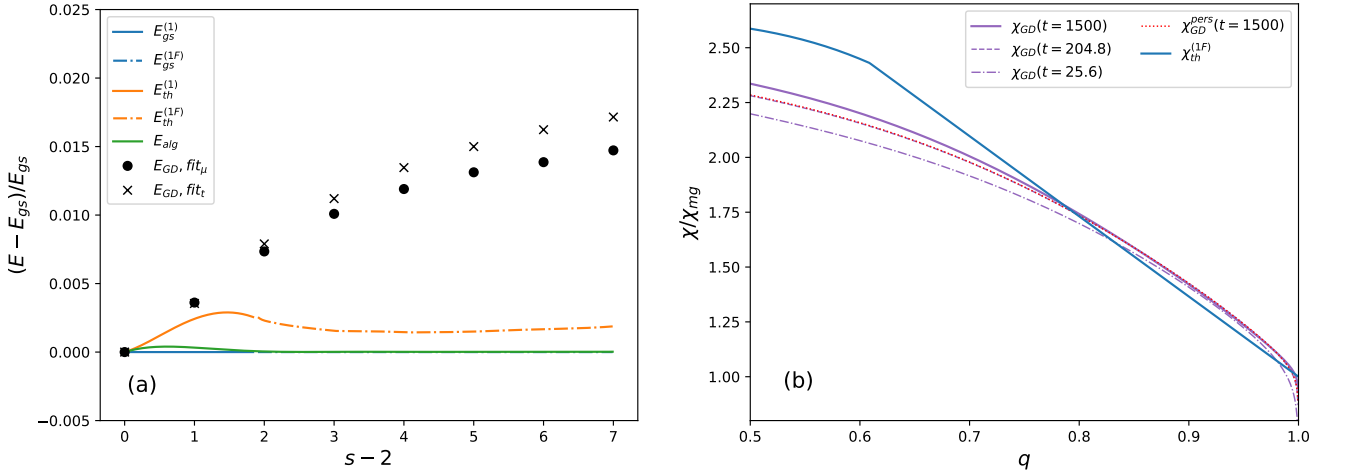 0.025
0.020
0.015
0.010
0.005
0.000
−0.005
(E − E_gs)/E_gs
E_gs^(1)
E_gs^(1F)
E_th^(1)
E_th^(1F)
E_alg
E_GD, fit_μ
E_GD, fit_t
(a)
0 1 2 3 4 5 6 7
s − 2
2.50
2.25
2.00
1.75
1.50
1.25
1.00
χ/χ_mg
χ_GD(t = 1500)
χ_GD(t = 204.8)
χ_GD(t = 25.6)
χ_GD^pers(t = 1500)
χ_th^(1F)
(b)
0.5 0.6 0.7 0.8 0.9 1.0
q